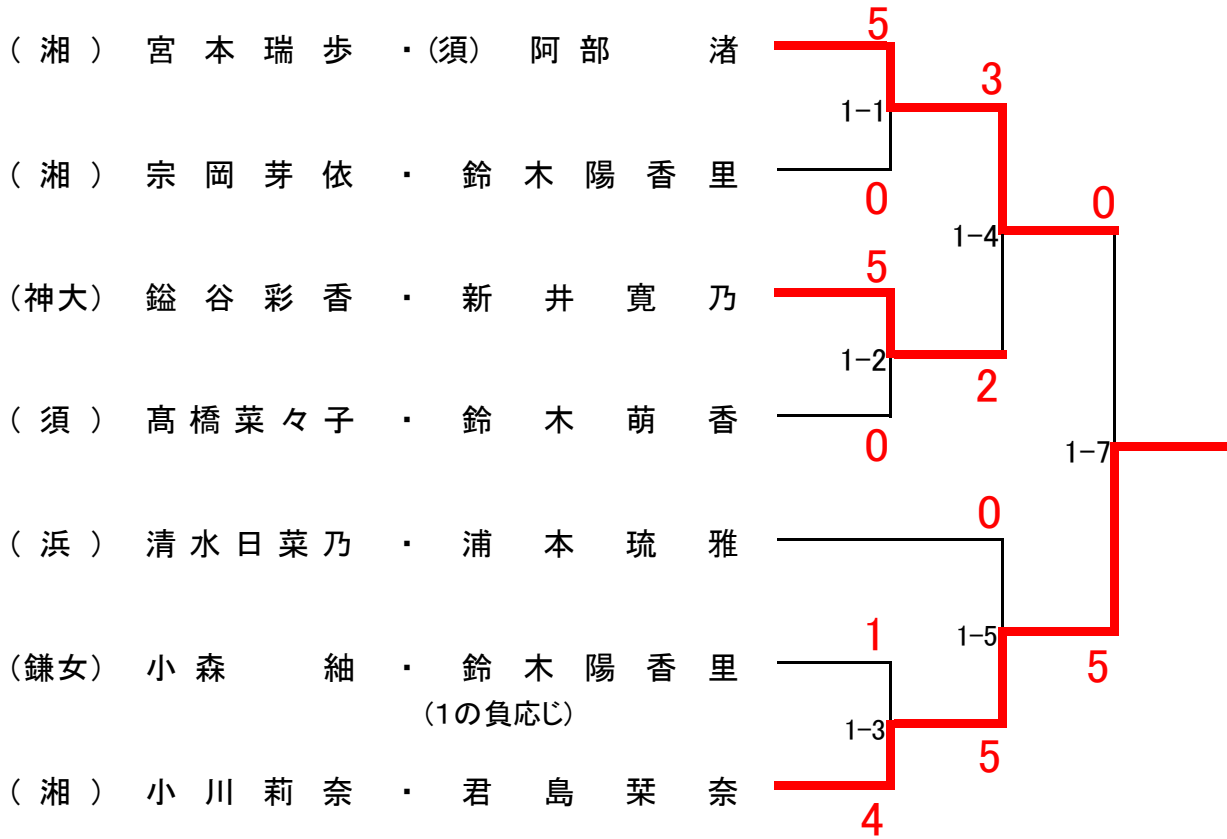 5
(湘) 宮本瑞歩 ・(須) 阿部 渚
3
1-1
(湘) 宗岡芽依 ・ 鈴木陽香里
0
0
1-4
5
(神大) 鎰谷彩香 ・ 新井寛乃
1-2
2
(須) 髙橋菜々子 ・ 鈴木萌香
0
1-7
0
(浜) 清水日菜乃 ・ 浦本琉雅
1
1-5
(鎌女) 小森 紬 ・ 鈴木陽香里
5
(1の負応じ)
1-3
5
(湘) 小川莉奈 ・ 君島栞奈
4